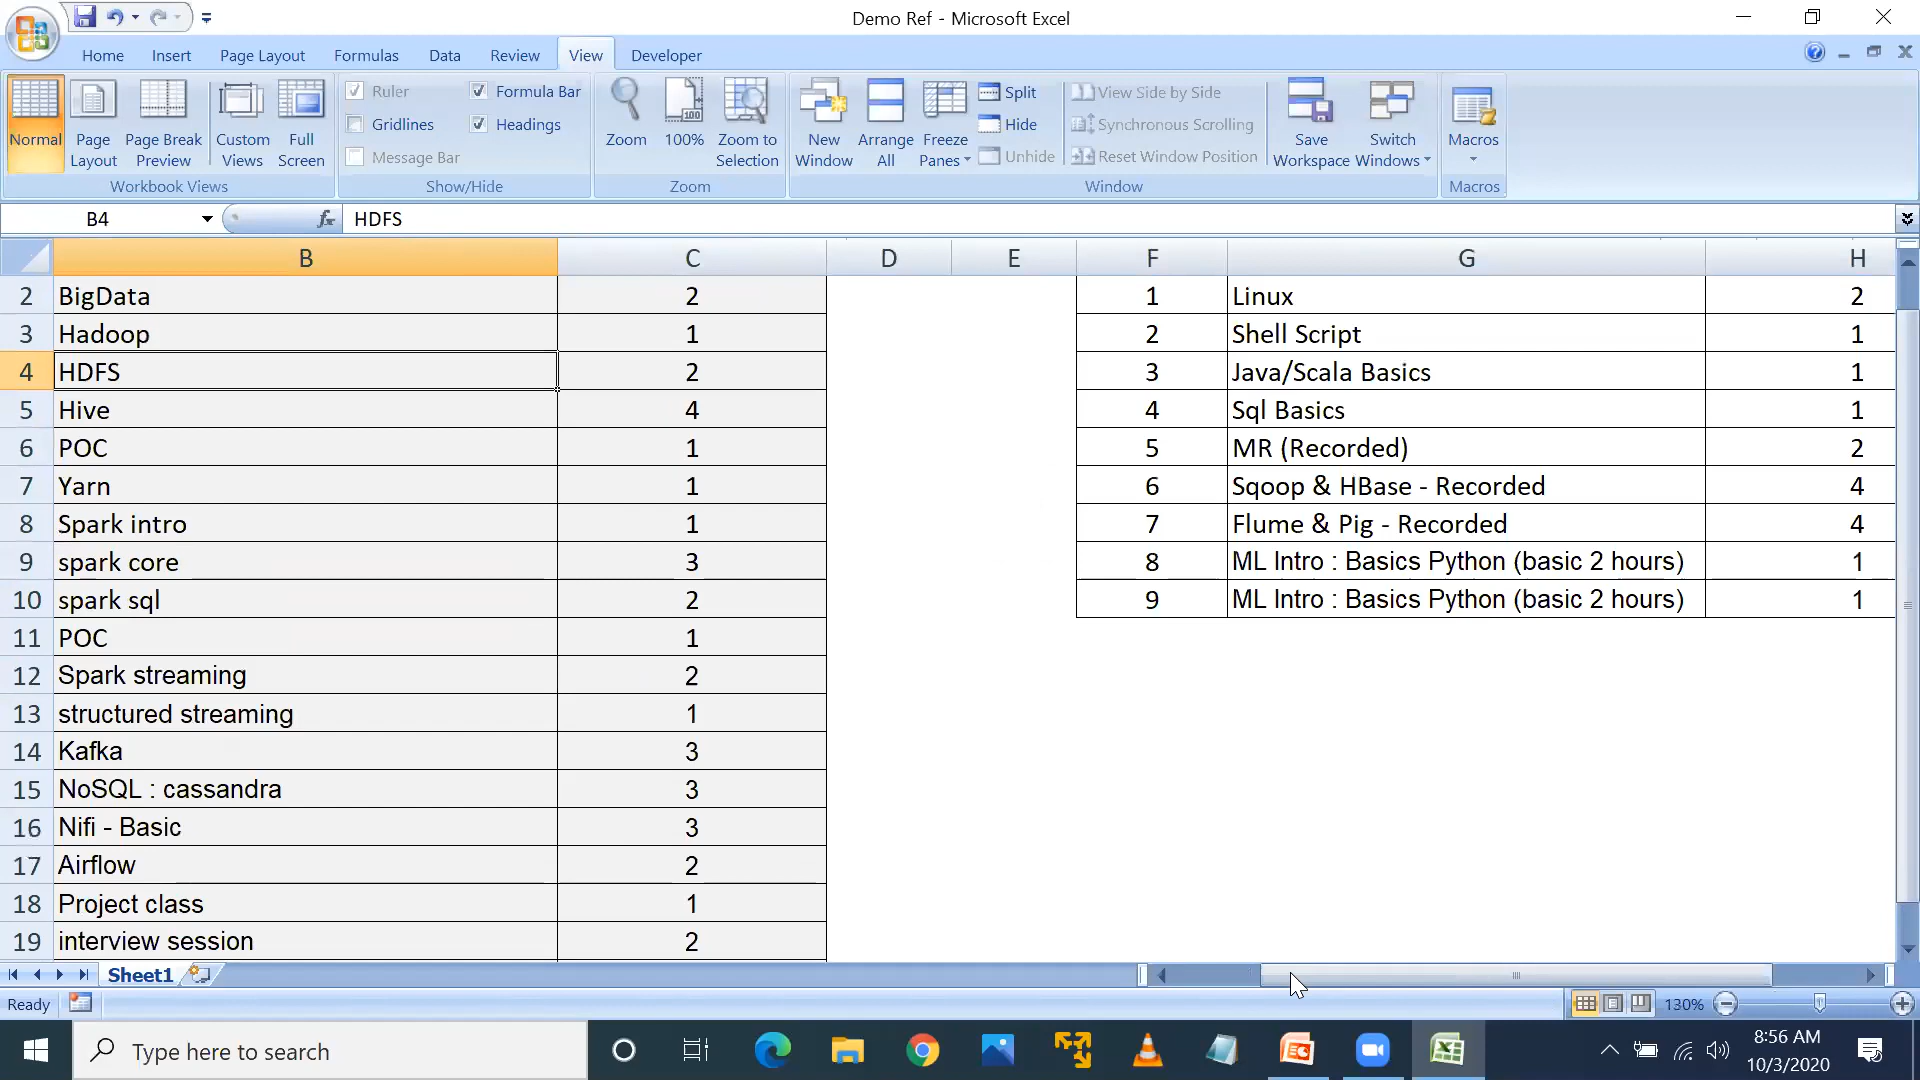 Demo Ref - Microsoft Excel
Home Insert Page Layout Formulas Data Review View Developer
Normal
Page Layout
Page Break Preview
Custom Views
Full Screen
Workbook Views
Ruler
Gridlines
Message Bar
Formula Bar
Headings
Show/Hide
Zoom
100%
Zoom to Selection
Zoom
New Window
Arrange All
Freeze Panes
Split
Hide
Unhide
View Side by Side
Synchronous Scrolling
Reset Window Position
Save Workspace
Switch Windows
Window
Macros
Macros
B4 fx HDFS
B C D E F G H
2 BigData 2 1 Linux 2
3 Hadoop 1 2 Shell Script 1
4 HDFS 2 3 Java/Scala Basics 1
5 Hive 4 4 Sql Basics 1
6 POC 1 5 MR (Recorded) 2
7 Yarn 1 6 Sqoop & HBase - Recorded 4
8 Spark intro 1 7 Flume & Pig - Recorded 4
9 spark core 3 8 ML Intro : Basics Python (basic 2 hours) 1
10 spark sql 2 9 ML Intro : Basics Python (basic 2 hours) 1
11 POC 1
12 Spark streaming 2
13 structured streaming 1
14 Kafka 3
15 NoSQL : cassandra 3
16 Nifi - Basic 3
17 Airflow 2
18 Project class 1
19 interview session 2
Sheet1
Ready 130%
Type here to search
8:56 AM
10/3/2020